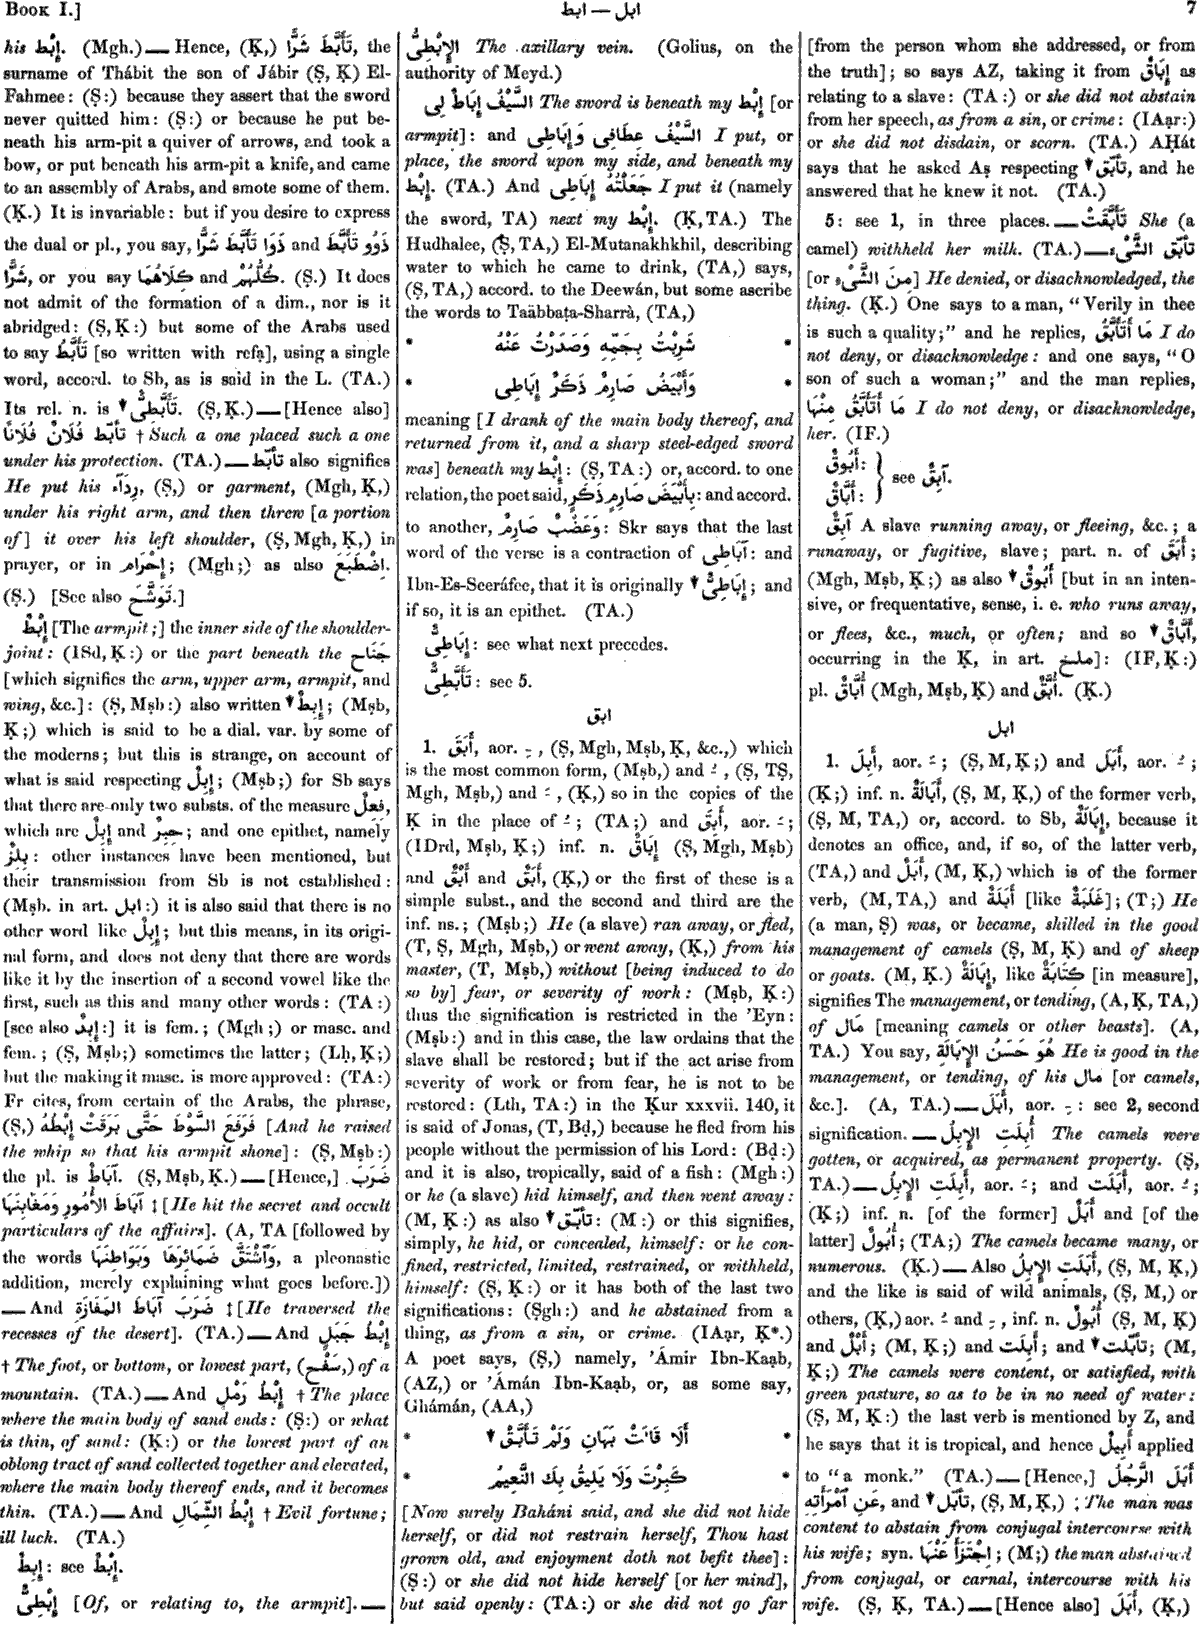 BOOK I.]
ابط — ابل
7
his إِبْط. (Mgh.) — Hence, (Ḳ,) تَأَبَّطَ شَرًّا, the
surname of Thábit the son of Jábir (Ṣ, Ḳ) El-
Fahmee: (Ṣ:) because they assert that the sword
never quitted him: (Ṣ:) or because he put be-
neath his arm-pit a quiver of arrows, and took a
bow, or put beneath his arm-pit a knife, and came
to an assembly of Arabs, and smote some of them.
(Ḳ.) It is invariable: but if you desire to express
the dual or pl., you say, ذَوَا تَأَبَّطَ شَرًّا and ذَوُو تَأَبَّطَ
شَرًّا, or you say كِلَاهُمَا and كُلُّهُمْ. (Ṣ.) It does
not admit of the formation of a dim., nor is it
abridged: (Ṣ, Ḳ:) but some of the Arabs used
to say تَأَبَّطُ [so written with refạ], using a single
word, accord. to Sb, as is said in the L. (TA.)
Its rel. n. is ▼ تَأَبَّطِىٌّ. (Ṣ, Ḳ.) — [Hence also]
تأبّط فُلَانٌ فُلَانًا † Such a one placed such a one
under his protection. (TA.) — تأبّط also signifies
He put his رِدَآء, (Ṣ,) or garment, (Mgh, Ḳ,)
under his right arm, and then threw [a portion
of] it over his left shoulder, (Ṣ, Mgh, Ḳ,) in
prayer, or in إِحْرَام; (Mgh;) as also اِضْطَبَعَ.
(Ṣ.) [See also تَوَشَّحَ.]
إِبْطٌ [The armpit;] the inner side of the shoulder-
joint: (ISd, Ḳ:) or the part beneath the جَنَاح
[which signifies the arm, upper arm, armpit, and
wing, &c.]: (Ṣ, Mṣb:) also written ▼ إِبِطٌ; (Mṣb,
Ḳ;) which is said to be a dial. var. by some of
the moderns; but this is strange, on account of
what is said respecting إِبِلٌ; (Mṣb;) for Sb says
that there are only two substs. of the measure فِعِلٌ,
which are إِبِلٌ and حِبِرٌ; and one epithet, namely
بِلِزٌ: other instances have been mentioned, but
their transmission from Sb is not established:
(Mṣb. in art. ابل:) it is also said that there is no
other word like إِبِلٌ; but this means, in its origi-
nal form, and does not deny that there are words
like it by the insertion of a second vowel like the
first, such as this and many other words: (TA:)
[see also إِبِدٌ:] it is fem.; (Mgh;) or masc. and
fem.; (Ṣ, Mṣb;) sometimes the latter; (Lḥ, Ḳ;)
but the making it masc. is more approved: (TA:)
Fr cites, from certain of the Arabs, the phrase,
(Ṣ,) فَرَفَعَ السَّوْطَ حَتَّى بَرَقَتْ إِبْطُهُ [And he raised
the whip so that his armpit shone]: (Ṣ, Mṣb:)
the pl. is آبَاطٌ. (Ṣ, Mṣb, Ḳ.) — [Hence,] ضَرَبَ
آبَاطَ الأُمُورِ وَمَغَابِنَهَا ‡ [He hit the secret and occult
particulars of the affairs]. (A, TA [followed by
the words وَٱسْتَشَقَّ ضَمَائِرَهَا وَبَوَاطِنَهَا, a pleonastic
addition, merely explaining what goes before.])
— And ضَرَبَ آبَاطَ المَفَازَةِ ‡ [He traversed the
recesses of the desert]. (TA.) — And إِبْطُ جَبَلٍ
† The foot, or bottom, or lowest part, (سَفْح,) of a
mountain. (TA.) — And إِبْطُ رَمْلٍ † The place
where the main body of sand ends: (Ṣ:) or what
is thin, of sand: (Ḳ:) or the lowest part of an
oblong tract of sand collected together and elevated,
where the main body thereof ends, and it becomes
thin. (TA.) — And إِبْطُ الشِّمَالِ † Evil fortune;
ill luck. (TA.)
إِبِطٌ: see إِبْطٌ.
إِبْطِىٌّ [Of, or relating to, the armpit]. —
الإِبْطِىُّ The axillary vein. (Golius, on the
authority of Meyd.)
السَّيْفُ إِبَاطٌ لِى The sword is beneath my إِبْط [or
armpit]: and السَّيْفُ عِطَافِى وَإِبَاطِى I put, or
place, the sword upon my side, and beneath my
إِبْط. (TA.) And جَعَلْتُهُ إِبَاطِى I put it (namely
the sword, TA) next my إِبْط. (Ḳ, TA.) The
Hudhalee, (Ṣ, TA,) El-Mutanakhkhil, describing
water to which he came to drink, (TA,) says,
(Ṣ, TA,) accord. to the Deewán, but some ascribe
the words to Taäbbaṭa-Sharrà, (TA,)
* شَرِبْتُ بِجَمِّهِ وَصَدَرْتُ عَنْهُ *
* وَأَبْيَضُ صَارِمٌ ذَكَرٌ إِبَاطِى *
meaning [I drank of the main body thereof, and
returned from it, and a sharp steel-edged sword
was] beneath my إِبْط: (Ṣ, TA:) or, accord. to one
relation, the poet said, بِأَبْيَضَ صَارِمٍ ذَكَرٍ: and accord.
to another, وَعَضْبٌ صَارِمٌ: Skr says that the last
word of the verse is a contraction of آبَاطِى: and
Ibn-Es-Seeráfee, that it is originally ▼ إِبَاطِىٌّ; and
if so, it is an epithet. (TA.)
إِبَاطِىٌّ: see what next precedes.
تَأَبَّطِىٌّ: see 5.
ابق
1. أَبَقَ, aor. ـِ, (Ṣ, Mgh, Mṣb, Ḳ, &c.,) which
is the most common form, (Mṣb,) and ـُ, (Ṣ, TṢ,
Mgh, Mṣb,) and ـَ, (Ḳ,) so in the copies of the
Ḳ in the place of ـُ; (TA;) and أَبِقَ, aor. ـَ;
(IDrd, Mṣb, Ḳ;) inf. n. إِبَاقٌ (Ṣ, Mgh, Mṣb)
and أَبْقٌ and أَبَقٌ, (Ḳ,) or the first of these is a
simple subst., and the second and third are the
inf. ns.; (Mṣb;) He (a slave) ran away, or fled,
(T, Ṣ, Mgh, Mṣb,) or went away, (Ḳ,) from his
master, (T, Mṣb,) without [being induced to do
so by] fear, or severity of work: (Mṣb, Ḳ:)
thus the signification is restricted in the 'Eyn:
(Mṣb:) and in this case, the law ordains that the
slave shall be restored; but if the act arise from
severity of work or from fear, he is not to be
restored: (Lth, TA:) in the Ḳur xxxvii. 140, it
is said of Jonas, (T, Bḍ,) because he fled from his
people without the permission of his Lord: (Bḍ:)
and it is also, tropically, said of a fish: (Mgh:)
or he (a slave) hid himself, and then went away:
(M, Ḳ:) as also ▼ تأبّق: (M:) or this signifies,
simply, he hid, or concealed, himself: or he con-
fined, restricted, limited, restrained, or withheld,
himself: (Ṣ, Ḳ:) or it has both of the last two
significations: (Ṣgh:) and he abstained from a
thing, as from a sin, or crime. (IAạr, Ḳ*.)
A poet says, (Ṣ,) namely, 'Ámir Ibn-Kaạb,
(AZ,) or 'Ámán Ibn-Kaạb, or, as some say,
Ghámán, (AA,)
* أَلَا قَالَتْ بَهَانِ وَلَمْ تَأَبَّقْ ▼ *
* كَبِرْتَ وَلَا يَلِيقُ بِكَ النَّعِيمُ *
[Now surely Baháni said, and she did not hide
herself, or did not restrain herself, Thou hast
grown old, and enjoyment doth not befit thee]:
(Ṣ:) or she did not hide herself [or her mind],
but said openly: (TA:) or she did not go far
[from the person whom she addressed, or from
the truth]; so says AZ, taking it from إِبَاقٌ as
relating to a slave: (TA:) or she did not abstain
from her speech, as from a sin, or crime: (IAạr:)
or she did not disdain, or scorn. (TA.) AḤát
says that he asked Aṣ respecting ▼ تَأَبَّقَ, and he
answered that he knew it not. (TA.)
5: see 1, in three places. — تَأَبَّقَتْ She (a
camel) withheld her milk. (TA.) — تَأَبَّقَ الشَّىْءَ
[or مِنَ الشَّىْءِ] He denied, or disacknowledged, the
thing. (Ḳ.) One says to a man, "Verily in thee
is such a quality;" and he replies, مَا أَتَأَبَّقُ I do
not deny, or disacknowledge: and one says, "O
son of such a woman;" and the man replies,
مَا أَتَأَبَّقُ مِنْهَا I do not deny, or disacknowledge,
her. (IF.)
أَبُوقٌ:
أَبَّاقٌ: } see آبِقٌ.
آبِقٌ A slave running away, or fleeing, &c.; a
runaway, or fugitive, slave; part. n. of أَبَقَ;
(Mgh, Mṣb, Ḳ;) as also ▼ أَبُوقٌ [but in an inten-
sive, or frequentative, sense, i. e. who runs away,
or flees, &c., much, or often; and so ▼ أَبَّاقٌ,
occurring in the Ḳ, in art. ملخ]: (IF, Ḳ:)
pl. أُبَّاقٌ (Mgh, Mṣb, Ḳ) and أُبَّقٌ. (Ḳ.)
ابل
1. أَبِلَ, aor. ـَ; (Ṣ, M, Ḳ;) and أَبَلَ, aor. ـُ;
(Ḳ;) inf. n. أَبَالَةٌ, (Ṣ, M, Ḳ,) of the former verb,
(Ṣ, M, TA,) or, accord. to Sb, إِبَالَةٌ, because it
denotes an office, and, if so, of the latter verb,
(TA,) and أَبَلٌ, (M, Ḳ,) which is of the former
verb, (M, TA,) and أَبَلَةٌ [like غَلَبَةٌ]; (T;) He
(a man, Ṣ) was, or became, skilled in the good
management of camels (Ṣ, M, Ḳ) and of sheep
or goats. (M, Ḳ.) إِبَالَةٌ, like كِتَابَةٌ [in measure],
signifies The management, or tending, (A, Ḳ, TA,)
of مَال [meaning camels or other beasts]. (A,
TA.) You say, هُوَ حَسَنُ الإِبَالَةِ He is good in the
management, or tending, of his مال [or camels,
&c.]. (A, TA.) — أَبَلَ, aor. ـِ: see 2, second
signification. — أَبِلَتِ الإِبِلُ The camels were
gotten, or acquired, as permanent property. (Ṣ,
TA.) — أَبِلَتِ الإِبِلُ, aor. ـَ; and أَبَلَت, aor. ـُ;
(Ḳ;) inf. n. [of the former] أَبَلٌ and [of the
latter] أُبُولٌ; (TA;) The camels became many, or
numerous. (Ḳ.) — Also أَبَلَتِ الإِبِلُ, (Ṣ, M, Ḳ,)
and the like is said of wild animals, (Ṣ, M,) or
others, (Ḳ,) aor. ـُ and ـِ, inf. n. أُبُولٌ (Ṣ, M, Ḳ)
and أَبْلٌ; (M, Ḳ;) and أَبِلَت; and ▼ تأبّلت; (M,
Ḳ;) The camels were content, or satisfied, with
green pasture, so as to be in no need of water:
(Ṣ, M, Ḳ:) the last verb is mentioned by Z, and
he says that it is tropical, and hence أَبِيلٌ applied
to "a monk." (TA.) — [Hence,] أَبَلَ الرَّجُلُ
عَنِ ٱمْرَأَتِهِ, and ▼ تأبّل, (Ṣ, M, Ḳ,) ; The man was
content to abstain from conjugal intercourse with
his wife; syn. اِجْتَزَأَ عَنْهَا; (M;) the man abstained
from conjugal, or carnal, intercourse with his
wife. (Ṣ, Ḳ, TA.) — [Hence also] أَبَلَ, (Ḳ,)